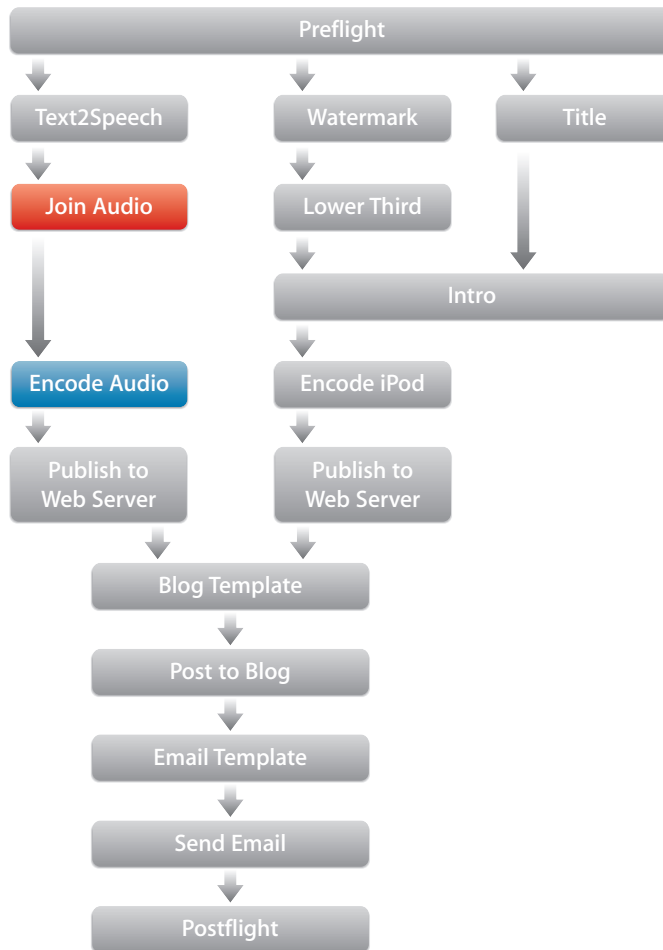 Preflight
Text2Speech
Watermark
Title
Join Audio
Lower Third
Intro
Encode Audio
Encode iPod
Publish to
Web Server
Publish to
Web Server
Blog Template
Post to Blog
Email Template
Send Email
Postflight